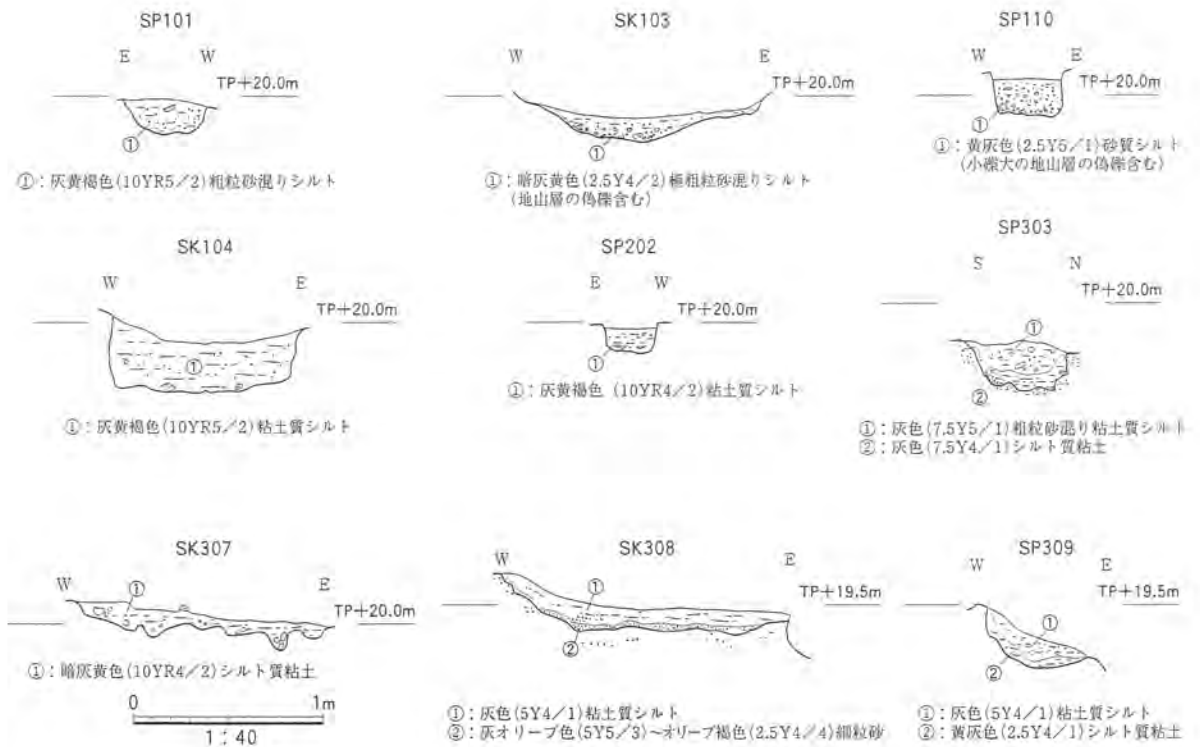 SP101
E W
TP+20.0m
①
①：灰黄褐色(10YR5/2)粗粒砂混りシルト
SK103
W E
TP+20.0m
①
①：暗灰黄色(2.5Y4/2)極粗粒砂混りシルト
(地山層の偽礫含む)
SP110
W E
TP+20.0m
①
①：黄灰色(2.5Y5/1)砂質シルト
(小礫大の地山層の偽礫含む)
SK104
W E
TP+20.0m
①
①：灰黄褐色(10YR5/2)粘土質シルト
SP202
E W
TP+20.0m
①
①：灰黄褐色 (10YR4/2)粘土質シルト
SP303
S N
TP+20.0m
①
②
①：灰色(7.5Y5/1)粗粒砂混り粘土質シルト
②：灰色(7.5Y4/1)シルト質粘土
SK307
W E
①
TP+20.0m
①：暗灰黄色(10YR4/2)シルト質粘土
0 1m
1：40
SK308
W E
TP+19.5m
①
②
①：灰色(5Y4/1)粘土質シルト
②：灰オリーブ色(5Y5/3)～オリーブ褐色(2.5Y4/4)細粒砂
SP309
W E
TP+19.5m
①
②
①：灰色(5Y4/1)粘土質シルト
②：黄灰色(2.5Y4/1)シルト質粘土